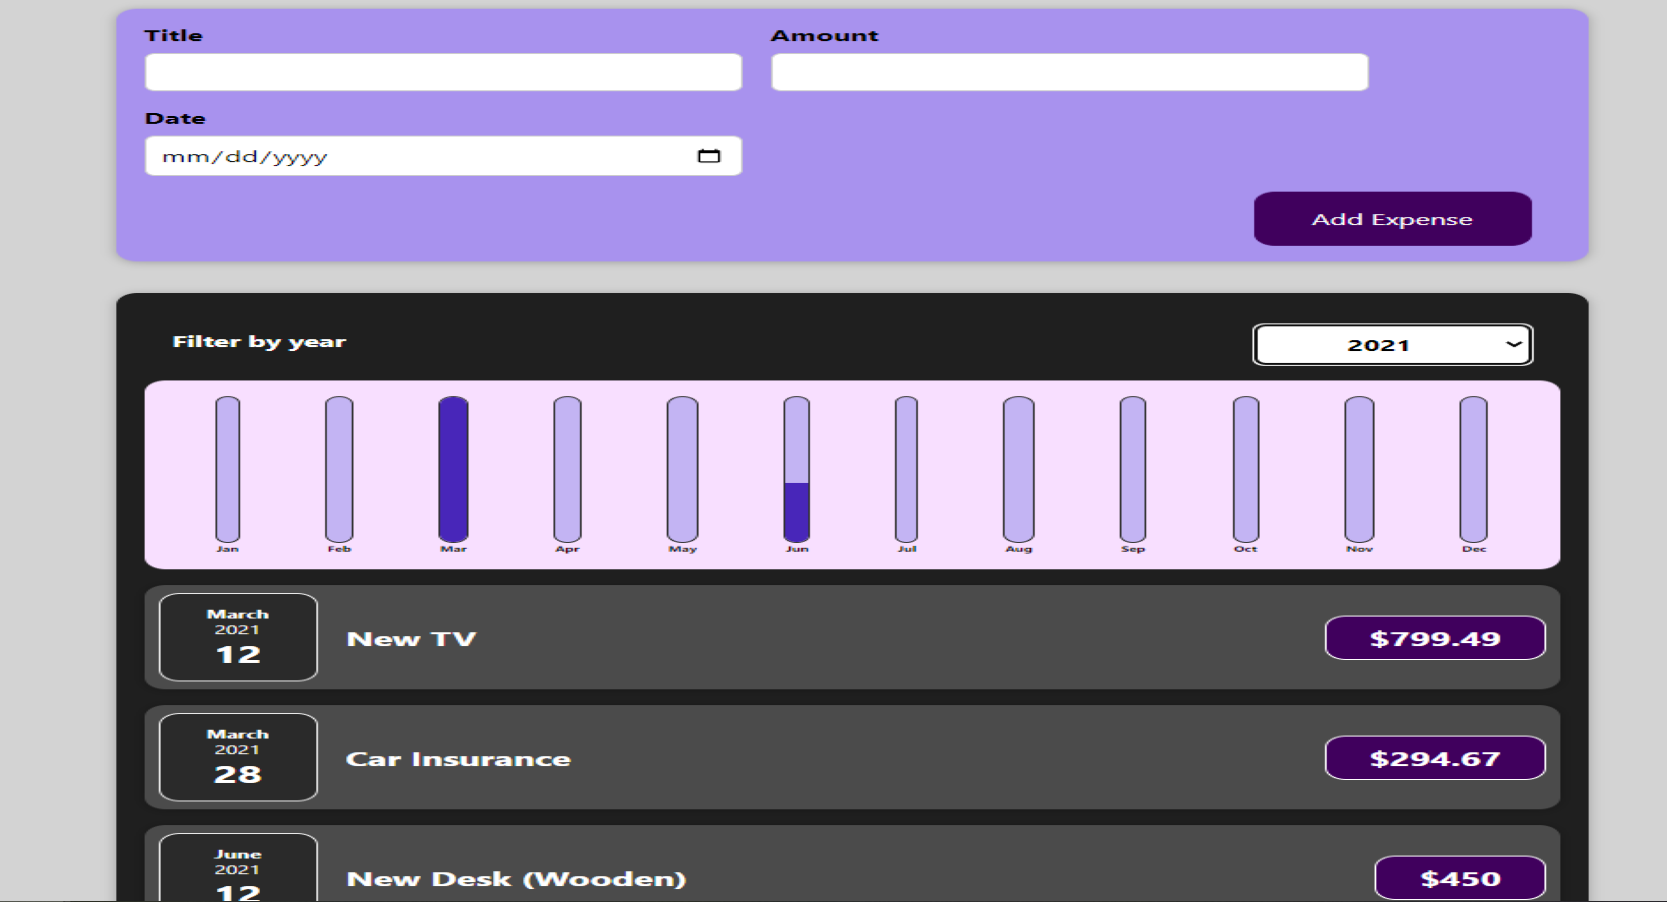 Title
Amount
Date
mm/dd/yyyy
Add Expense
Filter by year
2021
Jan Feb Mar Apr May Jun Jul Aug Sep Oct Nov Dec
March
2021
12
New TV
$799.49
March
2021
28
Car Insurance
$294.67
June
2021
12
New Desk (Wooden)
$450